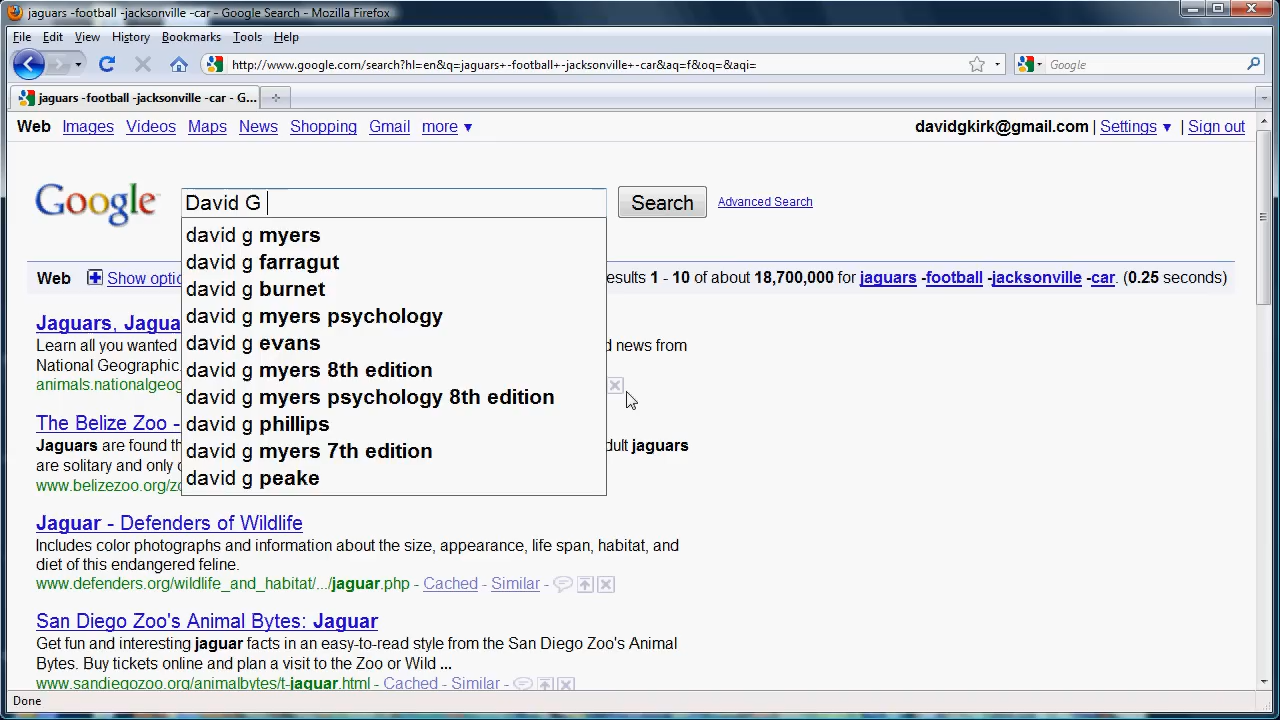 jaguars -football -jacksonville -car - Google Search - Mozilla Firefox
File Edit View History Bookmarks Tools Help
http://www.google.com/search?hl=en&q=jaguars+-football+-jacksonville+-car&aq=f&oq=&aqi= Google
jaguars -football -jacksonville -car - G...
Web Images Videos Maps News Shopping Gmail more ▼ davidgkirk@gmail.com | Settings ▼ | Sign out
Google David G Search Advanced Search
david g myers
david g farragut
david g burnet
david g myers psychology
david g evans
david g myers 8th edition
david g myers psychology 8th edition
david g phillips
david g myers 7th edition
david g peake
Web Show optio esults 1 - 10 of about 18,700,000 for jaguars -football -jacksonville -car. (0.25 seconds)
Jaguars, Jagua
Learn all you wanted d news from
National Geographic.
animals.nationalgeog
The Belize Zoo -
Jaguars are found th dult jaguars
are solitary and only
www.belizezoo.org/zo
Jaguar - Defenders of Wildlife
Includes color photographs and information about the size, appearance, life span, habitat, and
diet of this endangered feline.
www.defenders.org/wildlife_and_habitat/.../jaguar.php - Cached - Similar -
San Diego Zoo's Animal Bytes: Jaguar
Get fun and interesting jaguar facts in an easy-to-read style from the San Diego Zoo's Animal
Bytes. Buy tickets online and plan a visit to the Zoo or Wild ...
www.sandiegozoo.org/animalbytes/t-jaguar.html - Cached - Similar -
Done